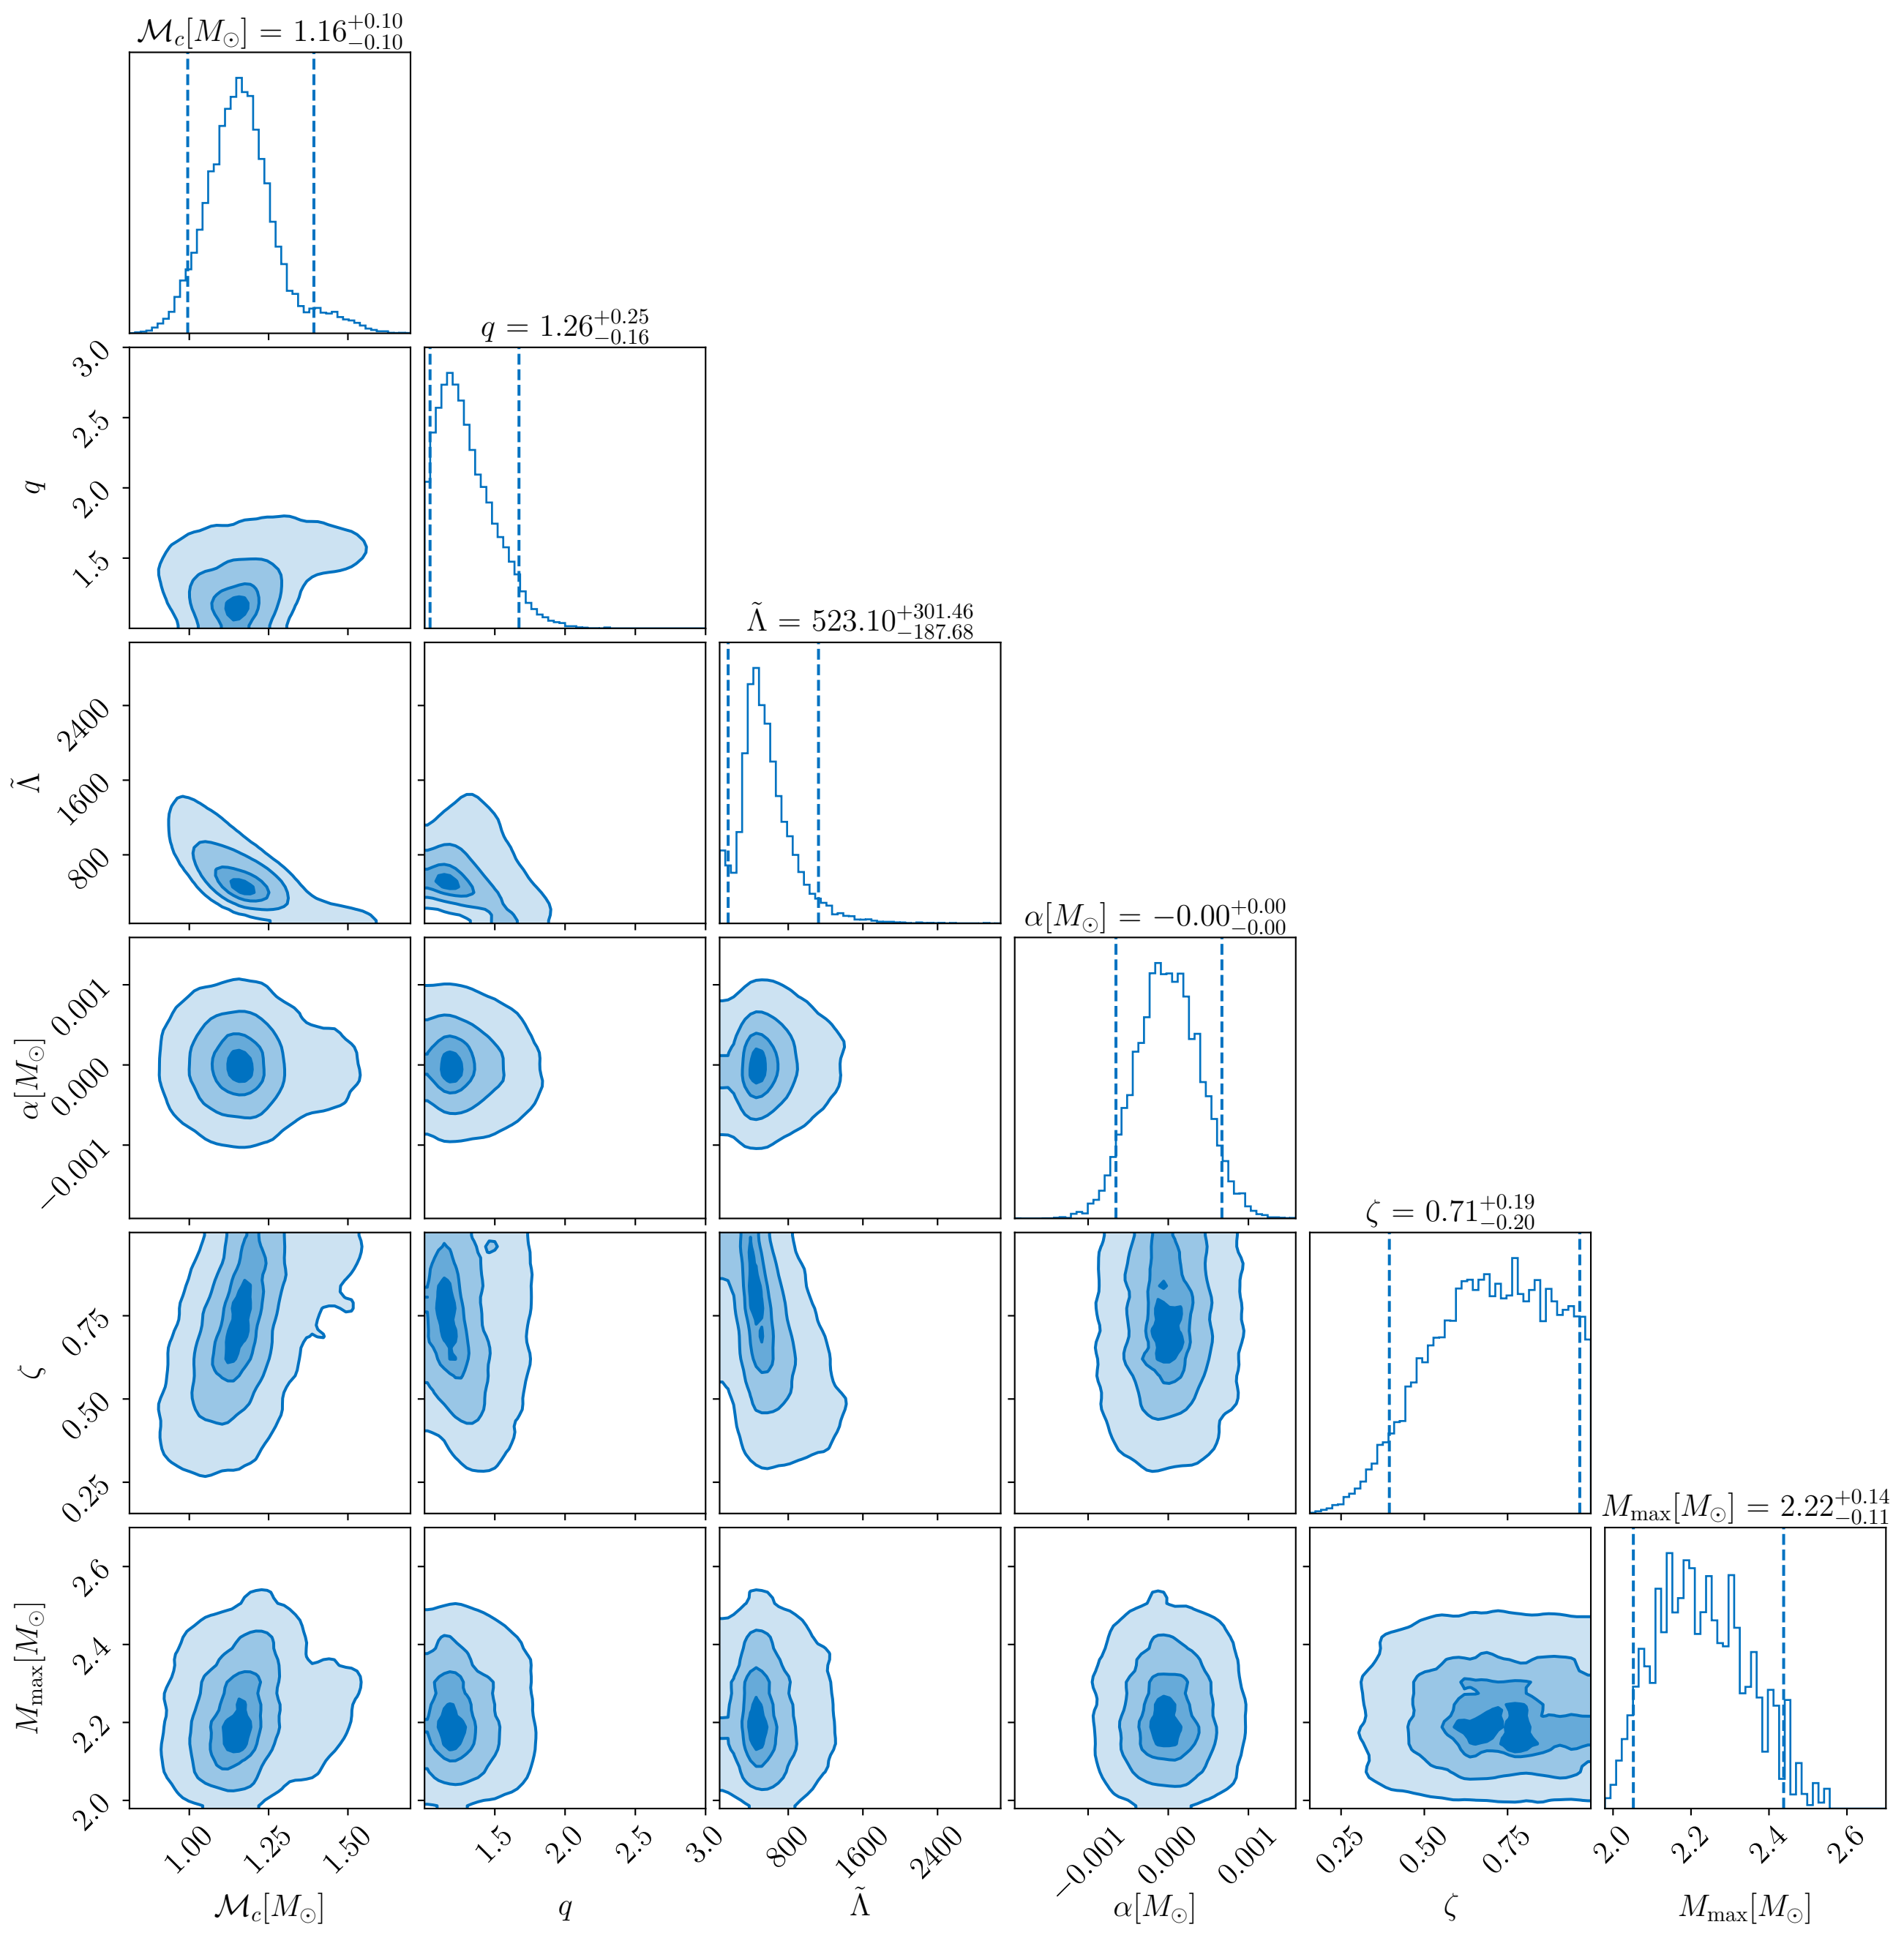 𝓜c[M⊙] = 1.16+0.10−0.10
q = 1.26+0.25−0.16
3.0
2.5
2.0
1.5
q
Λ̃ = 523.10+301.46−187.68
2400
1600
800
Λ̃
α[M⊙] = −0.00+0.00−0.00
0.001
0.000
−0.001
α[M⊙]
ζ = 0.71+0.19−0.20
0.75
0.50
0.25
ζ
Mmax[M⊙] = 2.22+0.14−0.11
2.6
2.4
2.2
2.0
Mmax[M⊙]
1.00 1.25 1.50 1.5 2.0 2.5 3.0 800 1600 2400 −0.001 0.000 0.001 0.25 0.50 0.75 2.0 2.2 2.4 2.6
𝓜c[M⊙] q Λ̃ α[M⊙] ζ Mmax[M⊙]